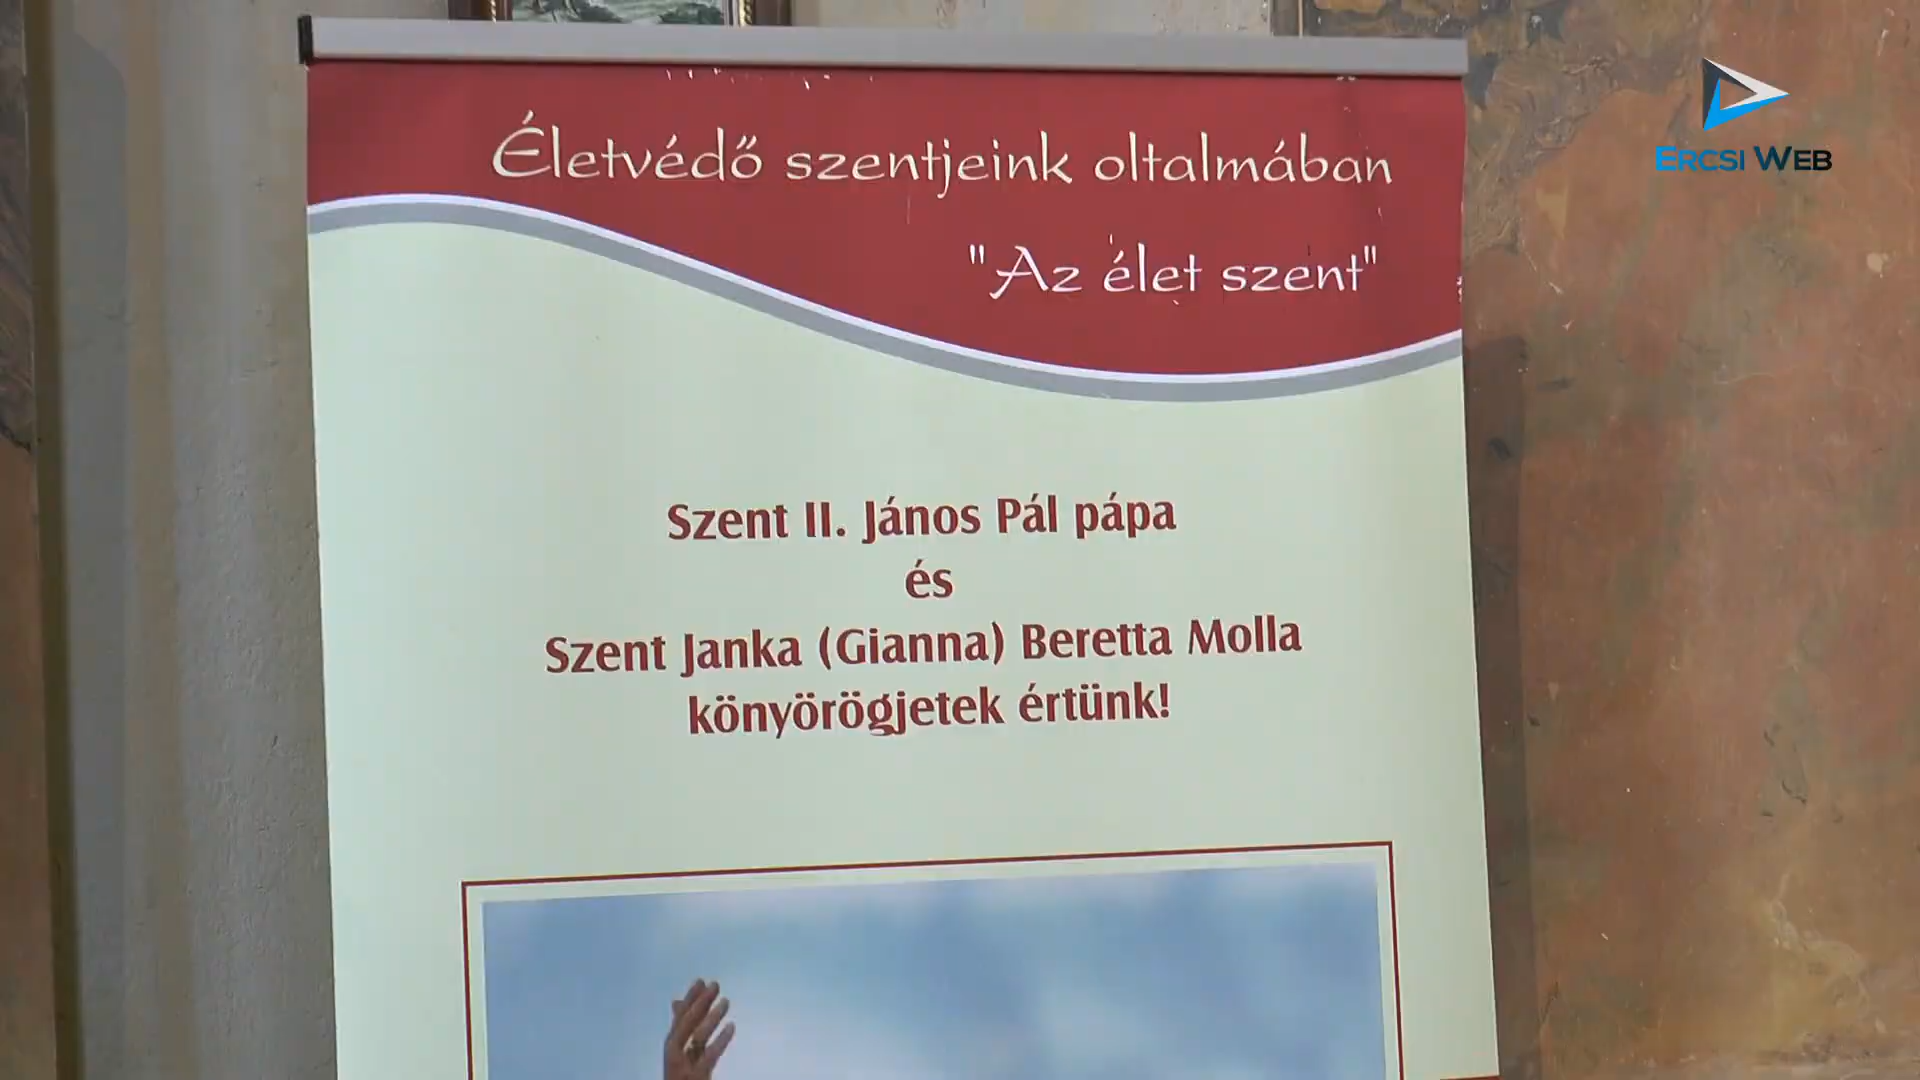 Életvédő szentjeink oltalmában
"Az élet szent"
ERCSI WEB
Szent II. János Pál pápa
és
Szent Janka (Gianna) Beretta Molla
könyörögjetek értünk!